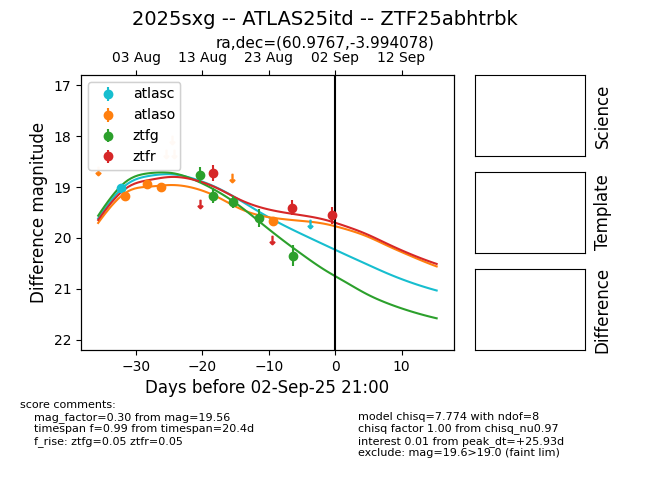 2025sxg -- ATLAS25itd -- ZTF25abhtrbk
ra,dec=(60.9767,-3.994078)
03 Aug 13 Aug 23 Aug 02 Sep 12 Sep
17
18
19
20
21
22
Difference magnitude
atlasc
atlaso
ztfg
ztfr
−30 −20 −10 0 10
Days before 02-Sep-25 21:00
Science
Template
Difference
score comments:
mag_factor=0.30 from mag=19.56
timespan f=0.99 from timespan=20.4d
f_rise: ztfg=0.05 ztfr=0.05
model chisq=7.774 with ndof=8
chisq factor 1.00 from chisq_nu0.97
interest 0.01 from peak_dt=+25.93d
exclude: mag=19.6>19.0 (faint lim)